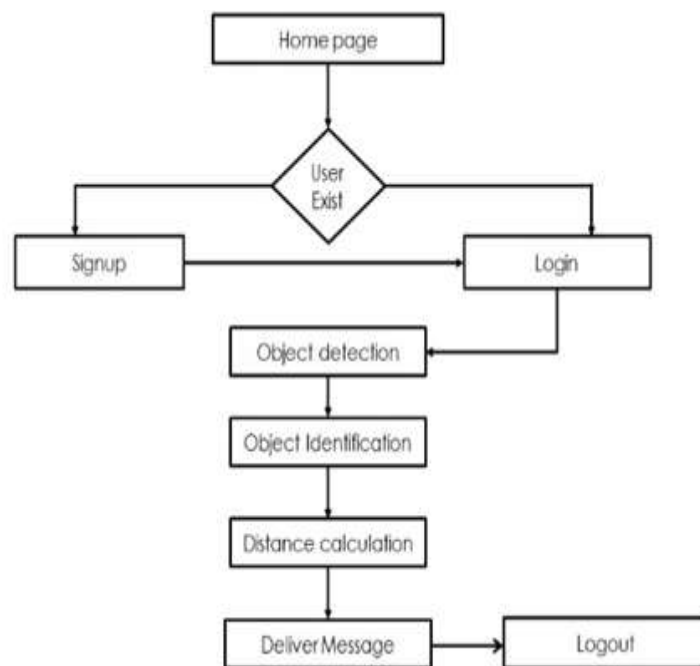 Home page
User
Exist
Signup
Login
Object detection
Object Identification
Distance calculation
Deliver Message
Logout